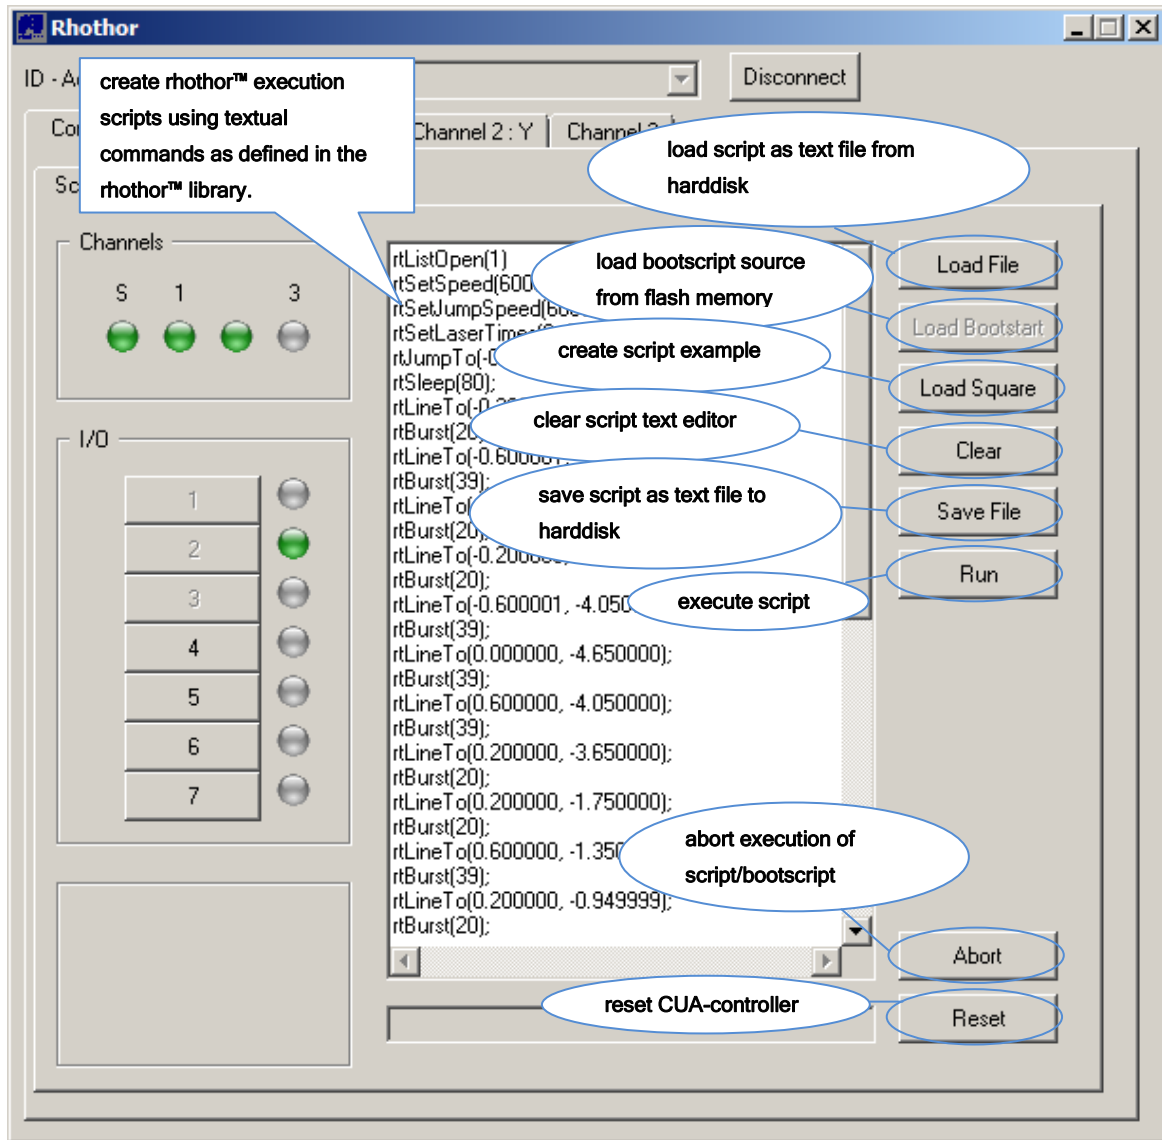 Rhothor
ID - A
Disconnect
create rhothor™ execution
scripts using textual
commands as defined in the
rhothor™ library.
Co
Channel 2 : Y
Channel
load script as text file from
harddisk
Sc
Channels
S 1 3
I/O
1
2
3
4
5
6
7
rtListOpen(1)
rtSetSpeed(600
rtSetJumpSpeed(600
rtSetLaserTimes(
rtJumpTo(-0
rtSleep(80);
rtLineTo(-0.20
rtBurst(20
rtLineTo(-0.600001,
rtBurst(39);
rtLineTo(
rtBurst(20);
rtLineTo(-0.200000,
rtBurst(20);
rtLineTo(-0.600001, -4.050
rtBurst(39);
rtLineTo(0.000000, -4.650000);
rtBurst(39);
rtLineTo(0.600000, -4.050000);
rtBurst(39);
rtLineTo(0.200000, -3.650000);
rtBurst(20);
rtLineTo(0.200000, -1.750000);
rtBurst(20);
rtLineTo(0.600000, -1.350
rtBurst(39);
rtLineTo(0.200000, -0.949999);
rtBurst(20);
load bootscript source
from flash memory
create script example
clear script text editor
save script as text file to
harddisk
execute script
abort execution of
script/bootscript
reset CUA-controller
Load File
Load Bootstart
Load Square
Clear
Save File
Run
Abort
Reset